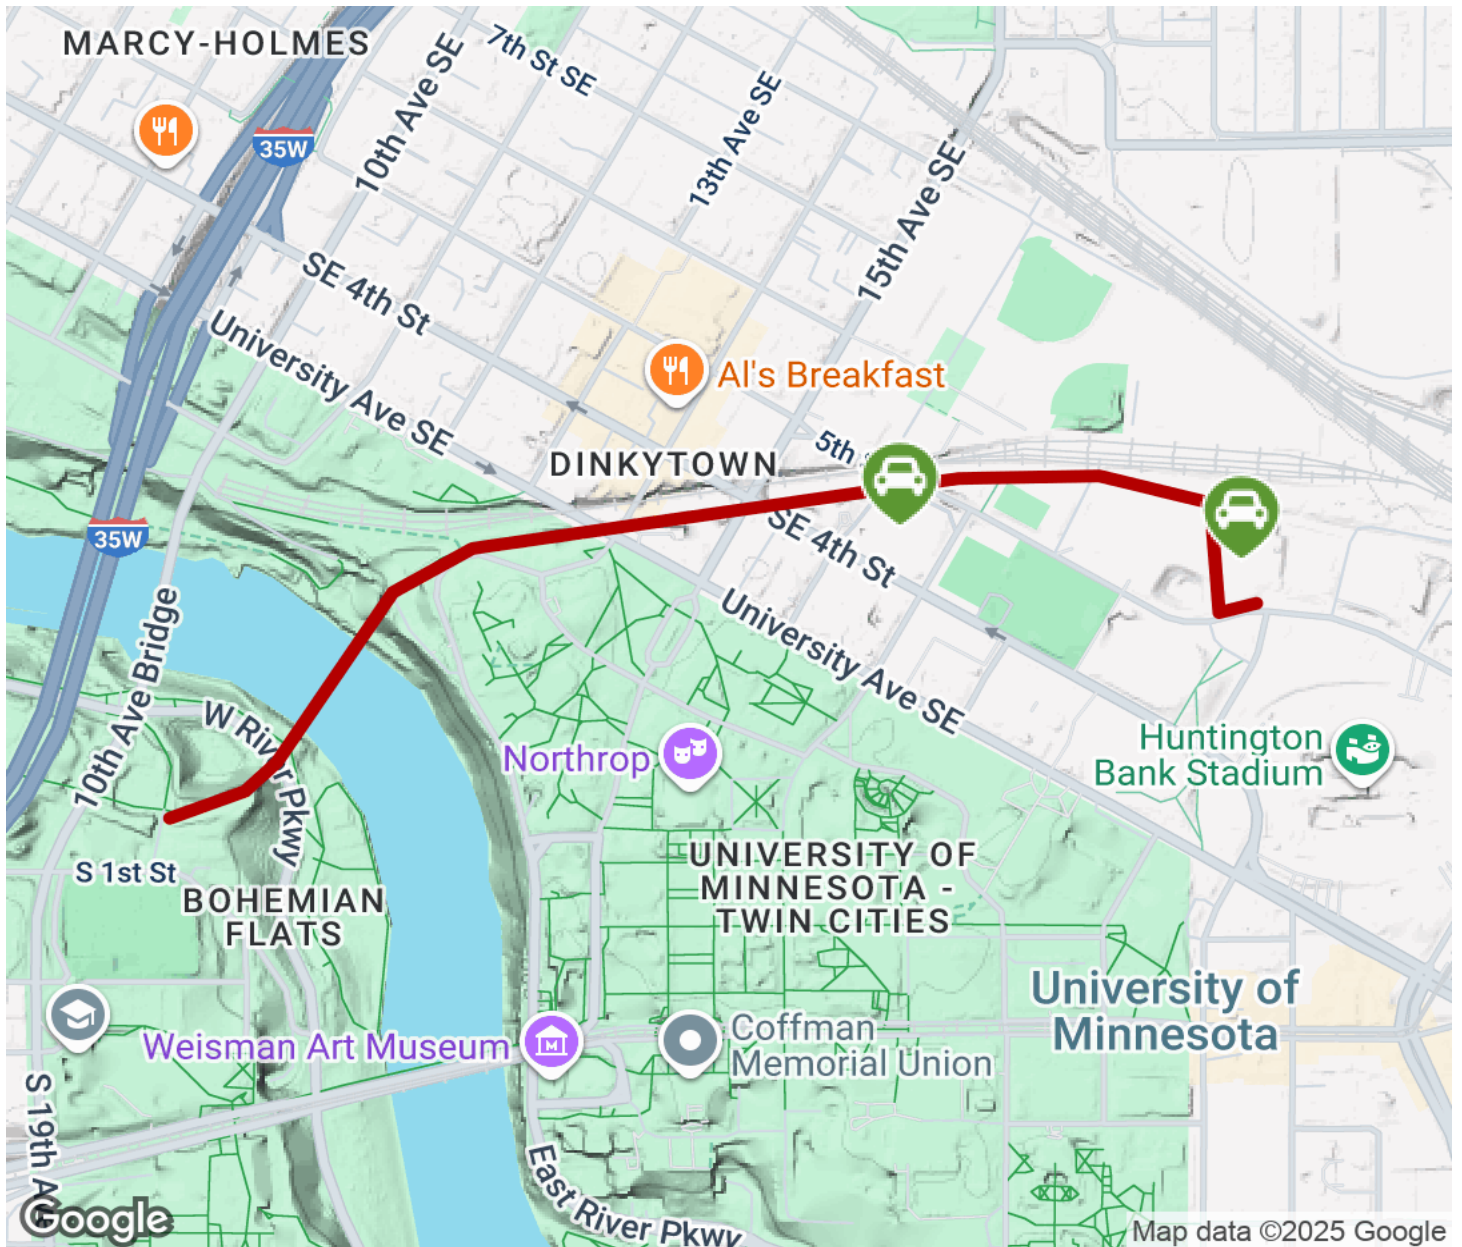 MARCY-HOLMES
7th St SE
10th Ave SE
13th Ave SE
35W
15th Ave SE
SE 4th St
University Ave SE
Al's Breakfast
5th
DINKYTOWN
SE 4th St
35W
University Ave SE
10th Ave Bridge
W River Pkwy
Northrop
Huntington
Bank Stadium
S 1st St
UNIVERSITY OF
MINNESOTA -
TWIN CITIES
BOHEMIAN
FLATS
University of
Minnesota
Coffman
Memorial Union
Weisman Art Museum
M
S 19th A
East River Pkwy
Google
Map data ©2025 Google